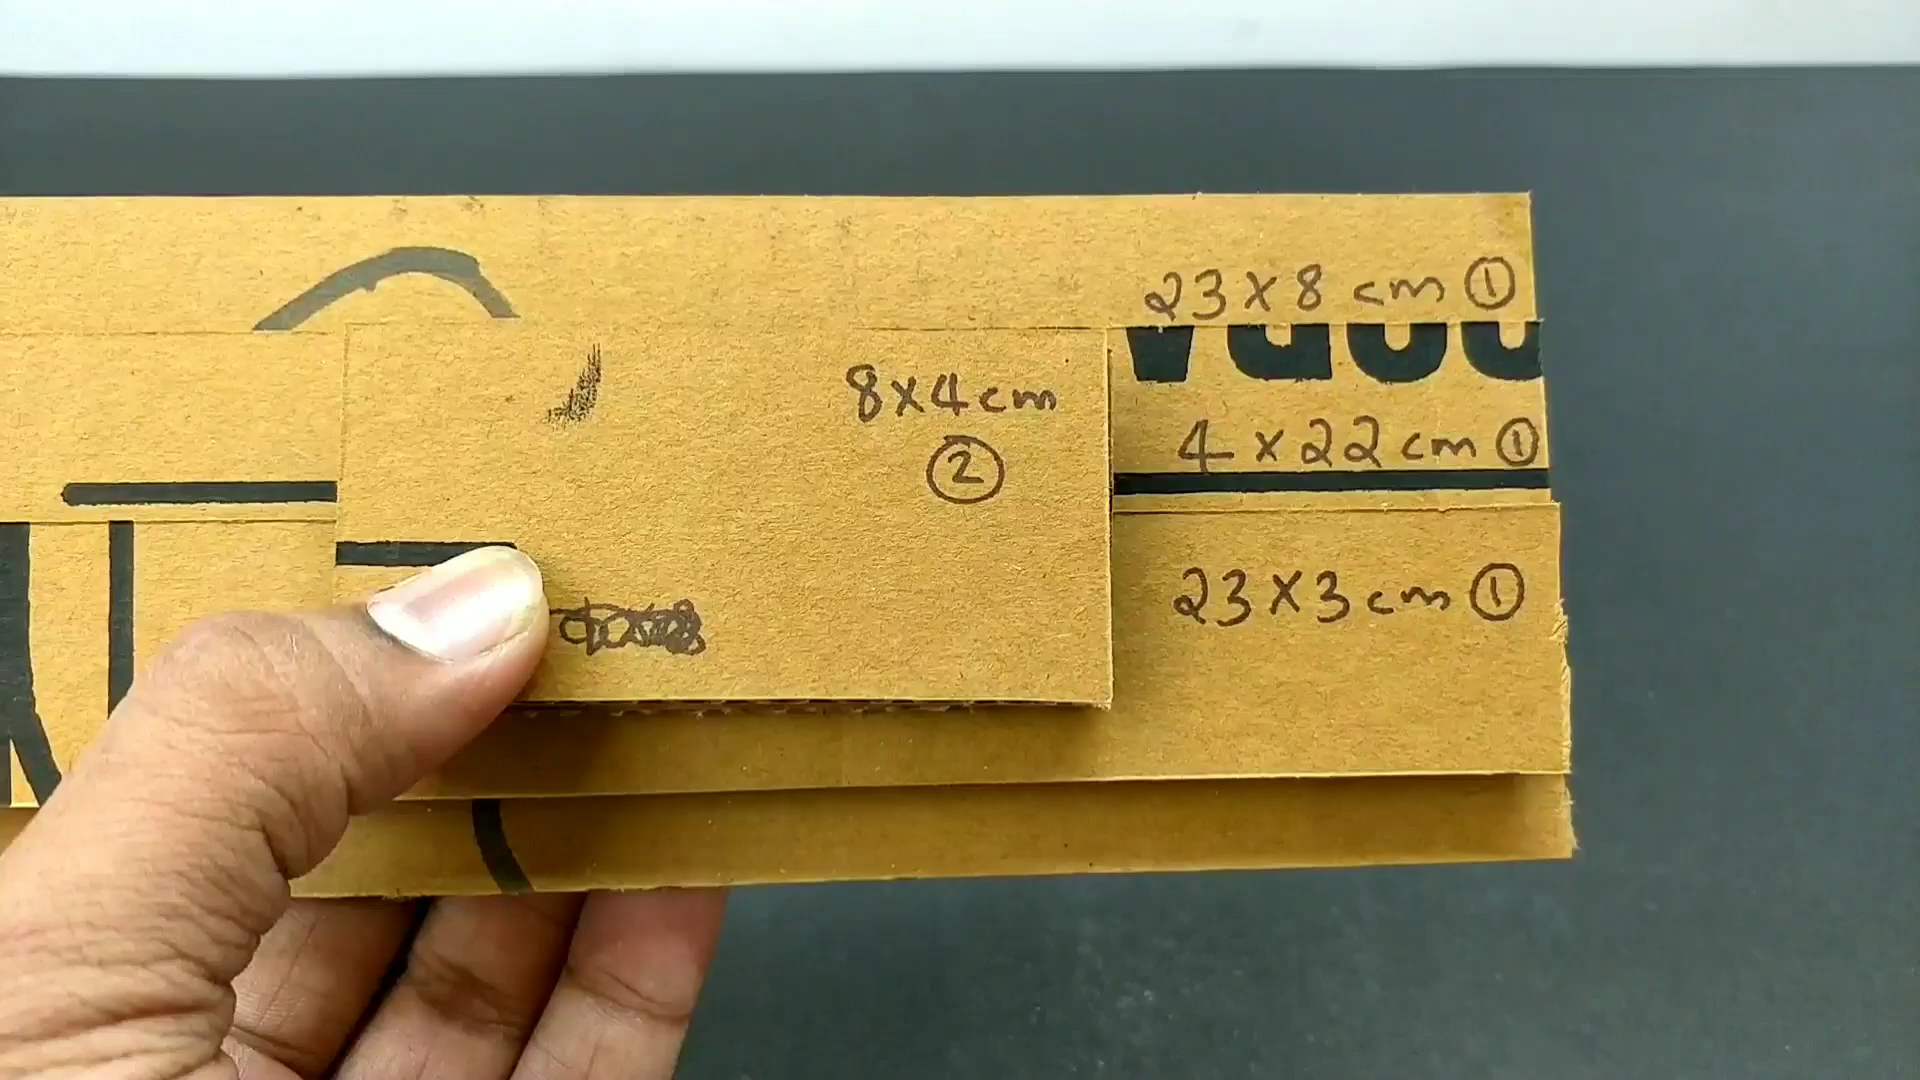 23 x 8 cm ①
8x4cm
②
4 x 22 cm ①
23 x 3 cm ①